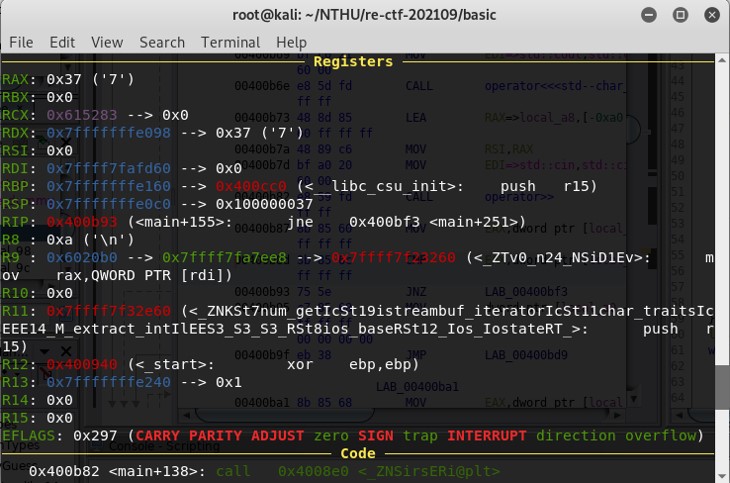 root@kali: ~/NTHU/re-ctf-202109/basic
File Edit View Search Terminal Help
Registers
RAX: 0x37 ('7')
RBX: 0x0
RCX: 0x615283 --> 0x0
RDX: 0x7fffffffe098 --> 0x37 ('7')
RSI: 0x0
RDI: 0x7ffff7fafd60 --> 0x0
RBP: 0x7fffffffe160 --> 0x400cc0 (<__libc_csu_init>: push r15)
RSP: 0x7fffffffe0c0 --> 0x100000037
RIP: 0x400b93 (<main+155>: jne 0x400bf3 <main+251>)
R8 : 0xa ('\n')
R9 : 0x6020b0 --> 0x7ffff7fa7ee8 --> 0x7ffff7f23260 (<_ZTv0_n24_NSiD1Ev>: m
ov rax,QWORD PTR [rdi])
R10: 0x0
R11: 0x7ffff7f32e60 (<_ZNKSt7num_getIcSt19istreambuf_iteratorIcSt11char_traitsIc
EEE14_M_extract_intIlEES3_S3_S3_RSt8ios_baseRSt12_Ios_IostateRT_>: push r
15)
R12: 0x400940 (<_start>: xor ebp,ebp)
R13: 0x7fffffffe240 --> 0x1
R14: 0x0
R15: 0x0
EFLAGS: 0x297 (CARRY PARITY ADJUST zero SIGN trap INTERRUPT direction overflow)
Code
0x400b82 <main+138>: call 0x4008e0 <_ZNSirsERi@plt>